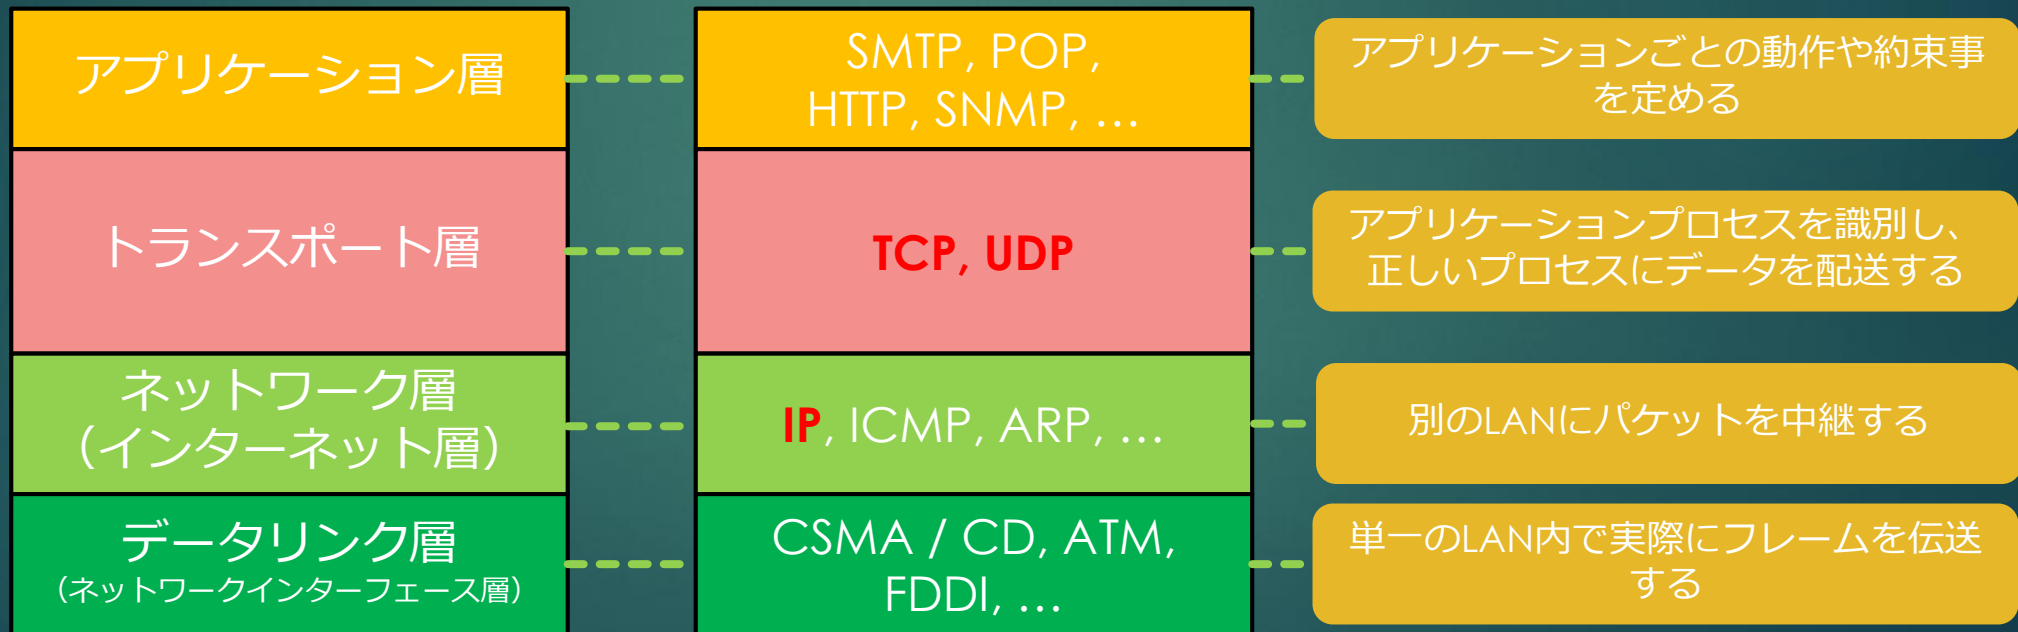 アプリケーション層
SMTP, POP,
HTTP, SNMP, …
アプリケーションごとの動作や約束事
を定める
トランスポート層
TCP, UDP
アプリケーションプロセスを識別し、
正しいプロセスにデータを配送する
ネットワーク層
（インターネット層）
IP, ICMP, ARP, …
別のLANにパケットを中継する
データリンク層
（ネットワークインターフェース層）
CSMA / CD, ATM,
FDDI, …
単一のLAN内で実際にフレームを伝送
する